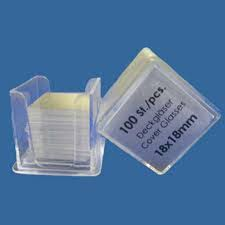 100 St./pcs.
Deckgläser
Cover Glasses
18x18mm